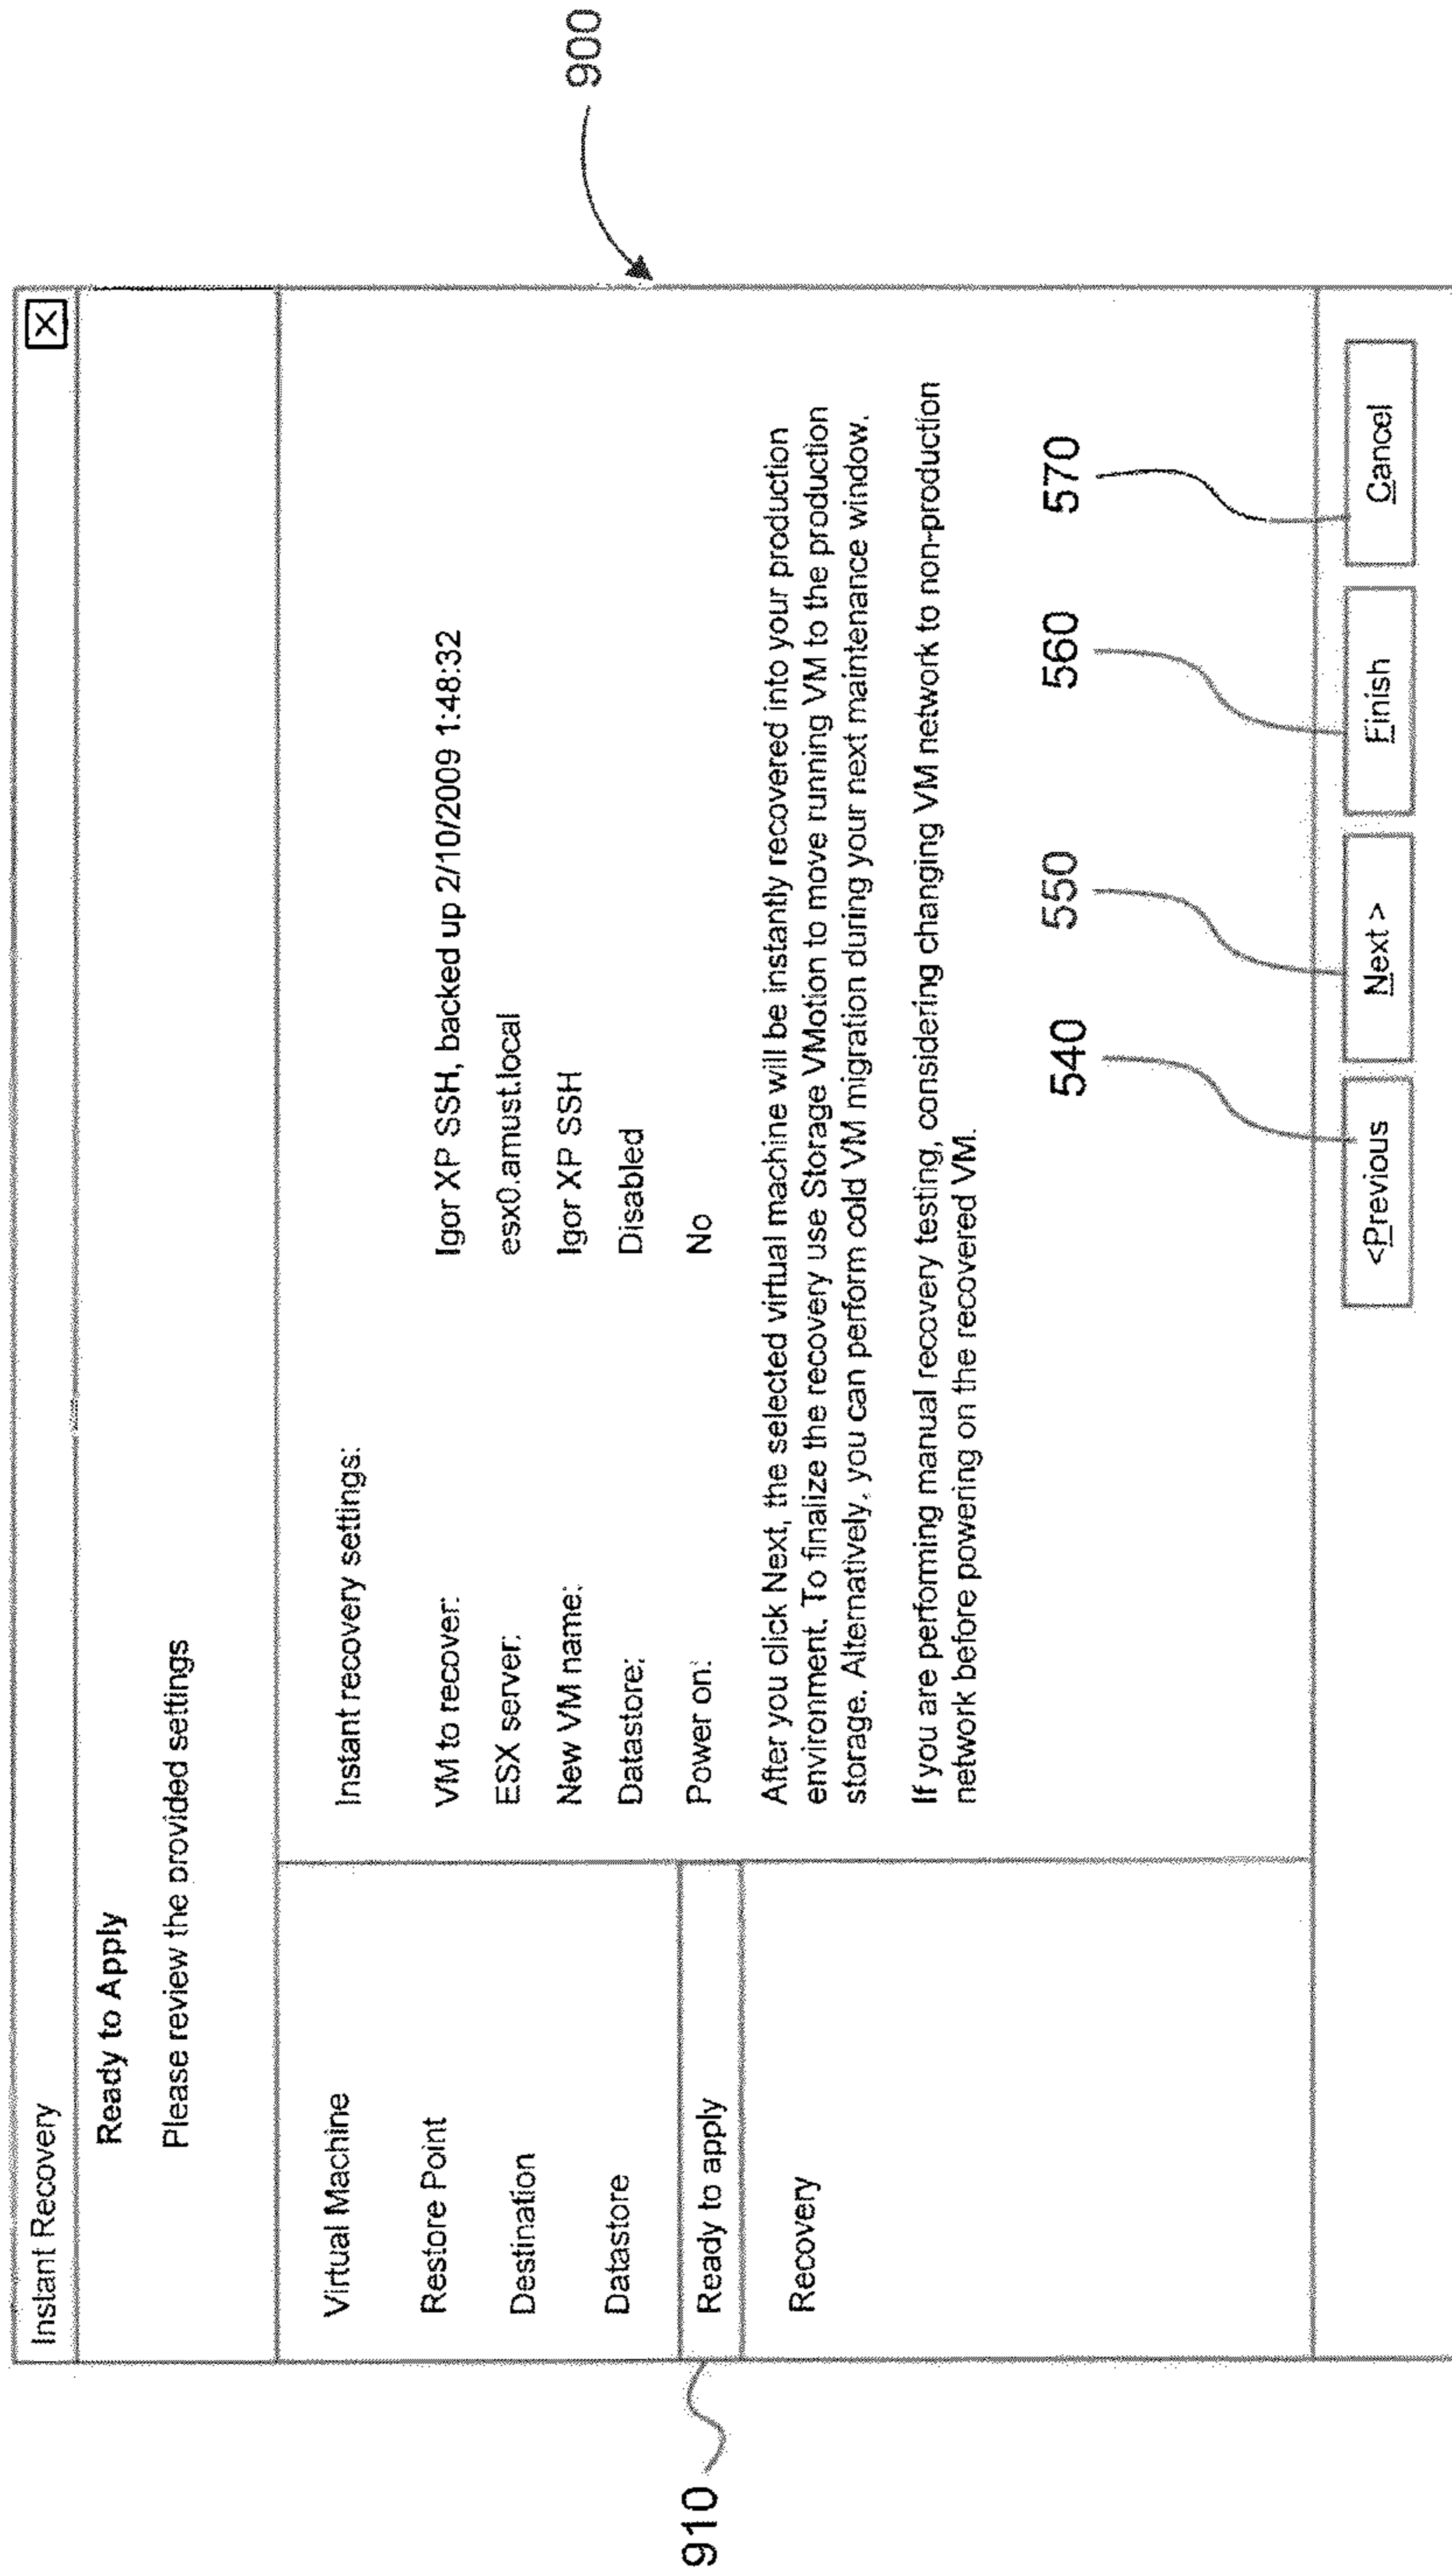 Instant Recovery
X
Ready to Apply
Please review the provided settings
900
Virtual Machine
Restore Point
Destination
Datastore
910
Ready to apply
Recovery
Instant recovery settings:
VM to recover: Igor XP SSH, backed up 2/10/2009 1:48:32
ESX server: esx0.amust.local
New VM name: Igor XP SSH
Datastore: Disabled
Power on: No
After you click Next, the selected virtual machine will be instantly recovered into your production
environment. To finalize the recovery use Storage VMotion to move running VM to the production
storage. Alternatively, you can perform cold VM migration during your next maintenance window.
If you are performing manual recovery testing, considering changing VM network to non-production
network before powering on the recovered VM.
540
550
560
570
<Previous
Next >
Finish
Cancel